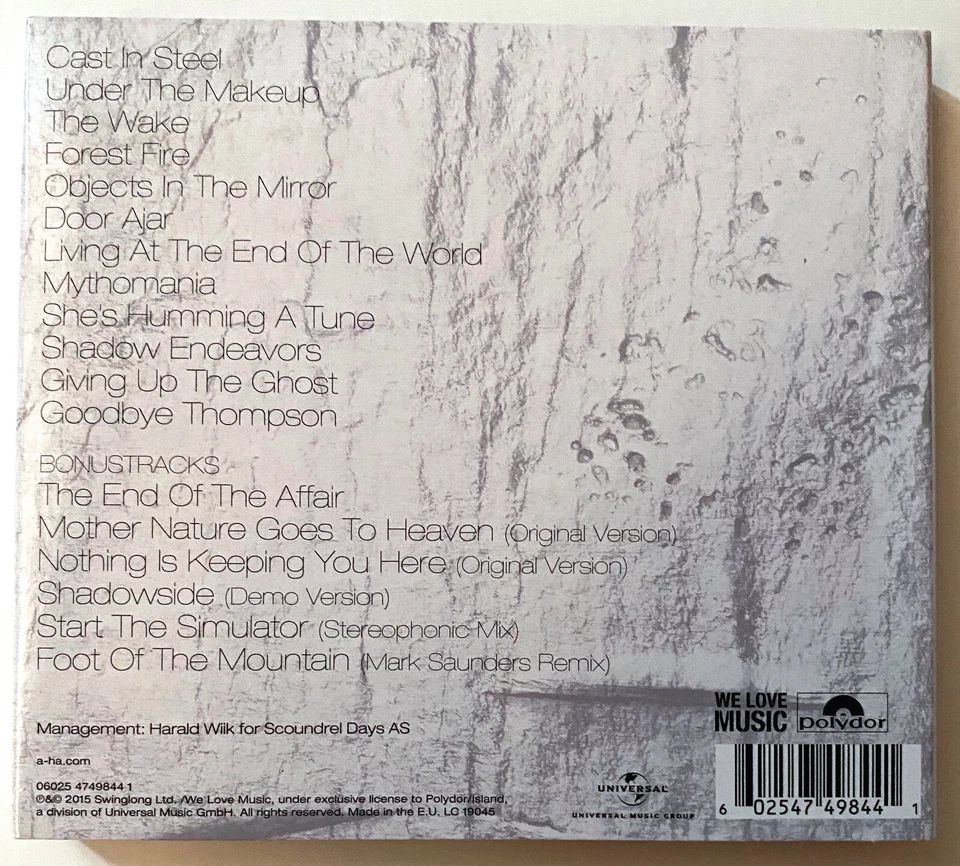 Cast In Steel
Under The Makeup
The Wake
Forest Fire
Objects In The Mirror
Door Ajar
Living At The End Of The World
Mythomania
She's Humming A Tune
Shadow Endeavors
Giving Up The Ghost
Goodbye Thompson
BONUSTRACKS
The End Of The Affair
Mother Nature Goes To Heaven (Original Version)
Nothing Is Keeping You Here (Original Version)
Shadowside (Demo Version)
Start The Simulator (Stereophonic Mix)
Foot Of The Mountain (Mark Saunders Remix)
Management: Harald Wiik for Scoundrel Days AS
a-ha.com
06025 4749844 1
℗&© 2015 Swinglong Ltd. /We Love Music, under exclusive license to Polydor/Island,
a division of Universal Music GmbH. All rights reserved. Made in the E.U. LC 19045
WE LOVE
MUSIC
polydor
UNIVERSAL
UNIVERSAL MUSIC GROUP
6 02547 49844 1